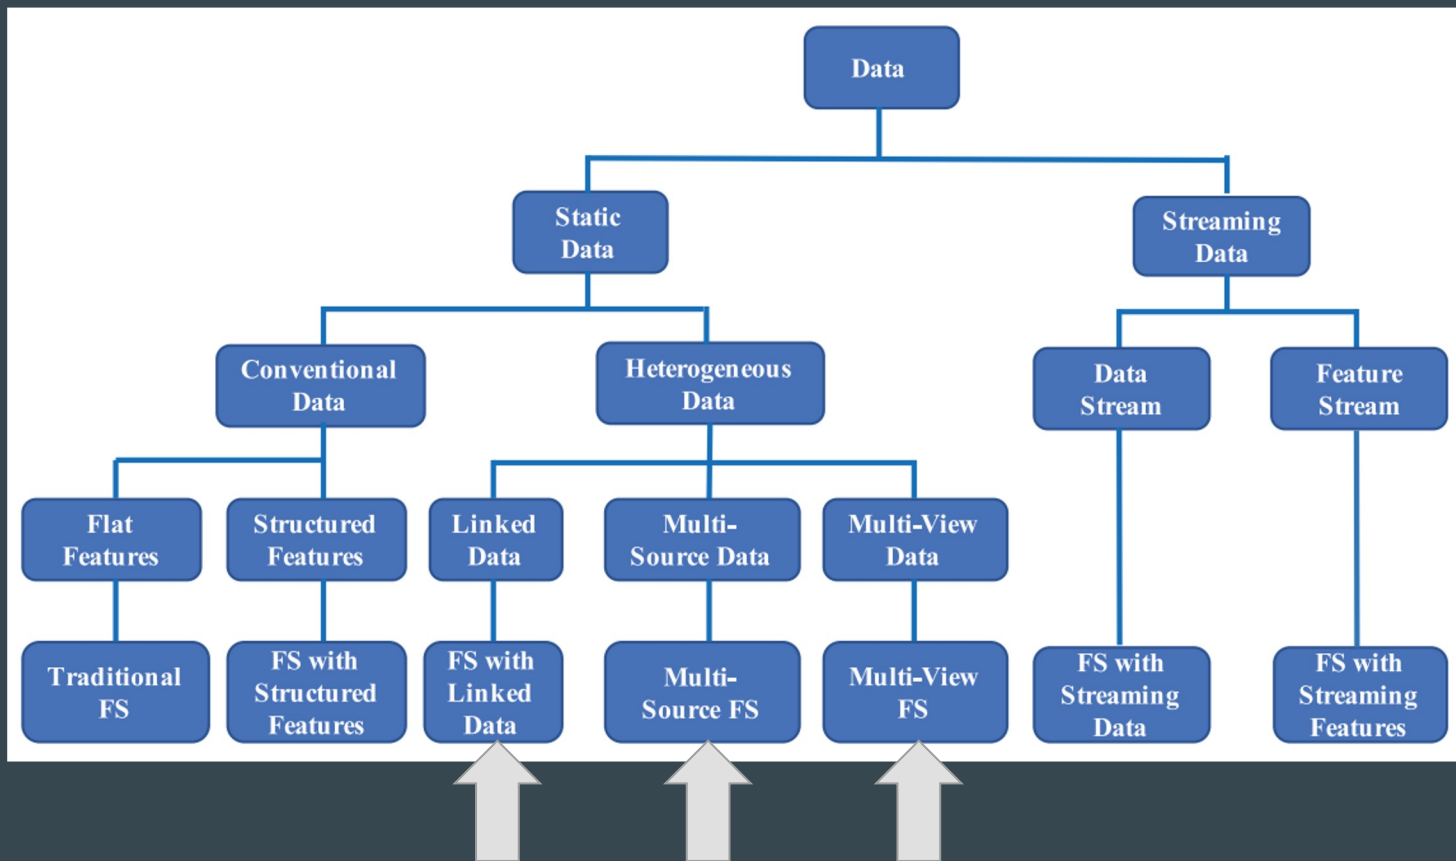 Data
Static
Data
Streaming
Data
Conventional
Data
Heterogeneous
Data
Data
Stream
Feature
Stream
Flat
Features
Structured
Features
Linked
Data
Multi-
Source Data
Multi-View
Data
Traditional
FS
FS with
Structured
Features
FS with
Linked
Data
Multi-
Source FS
Multi-View
FS
FS with
Streaming
Data
FS with
Streaming
Features